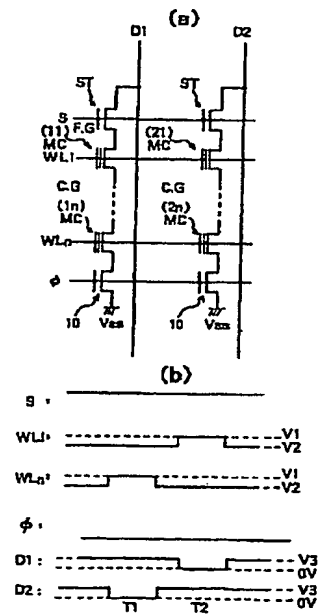 (a)
D1 D2
ST ST
S
F.G
(11) MC (21) MC
WL1
C.G C.G
(1n) MC (2n) MC
WLn
ϕ
10 Vss 10 Vss
(b)
S :
WL1: V1
V2
WLn: V1
V2
ϕ :
D1: V3
0V
D2: V3
T1 T2 0V